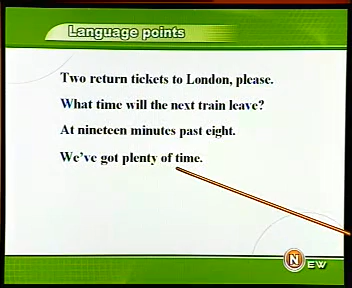 Language points
Two return tickets to London, please.
What time will the next train leave?
At nineteen minutes past eight.
We've got plenty of time.
NEW